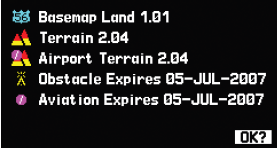 Basemap Land 1.01
Terrain 2.04
Airport Terrain 2.04
Obstacle Expires 05-JUL-2007
Aviation Expires 05-JUL-2007
OK?